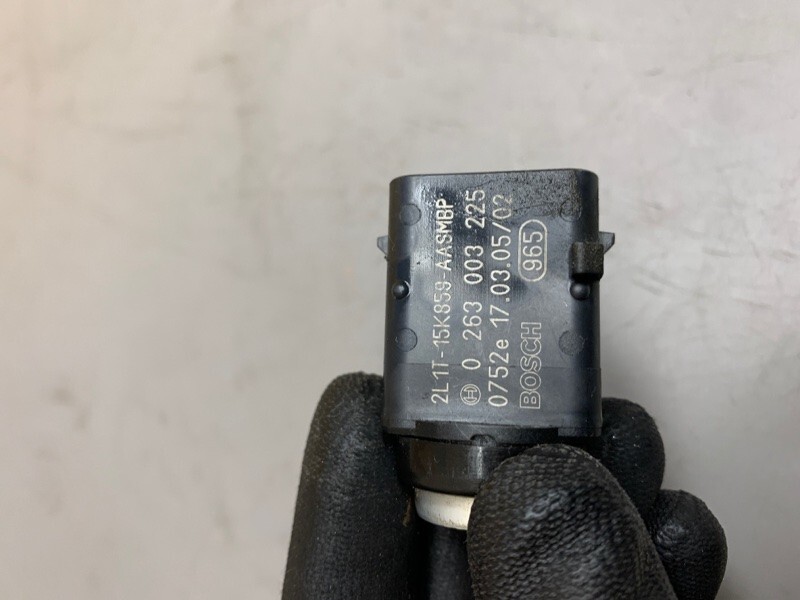 2L1T-15K859-AASMBP
H 0 263 003 225
0752e 17.03.05/02
BOSCH 965